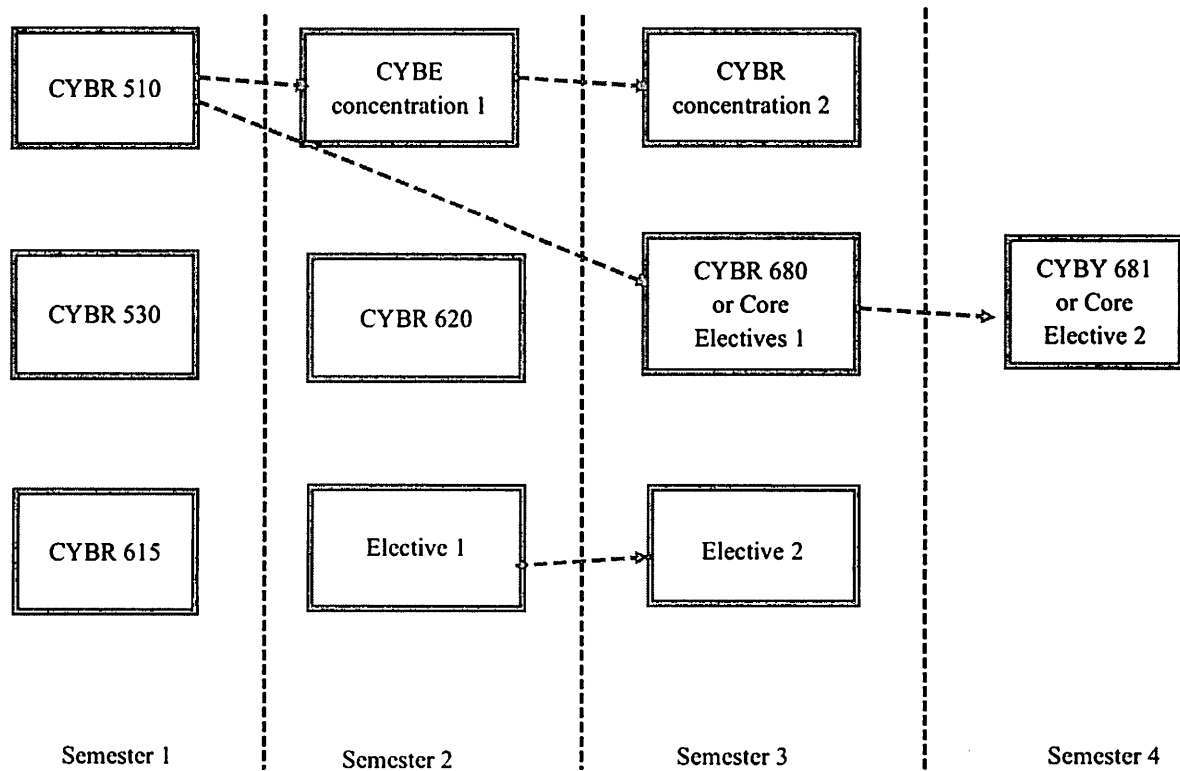 CYBR 510
CYBE
concentration 1
CYBR
concentration 2
CYBR 530
CYBR 620
CYBR 680
or Core
Electives 1
CYBY 681
or Core
Elective 2
CYBR 615
Elective 1
Elective 2
Semester 1
Semester 2
Semester 3
Semester 4